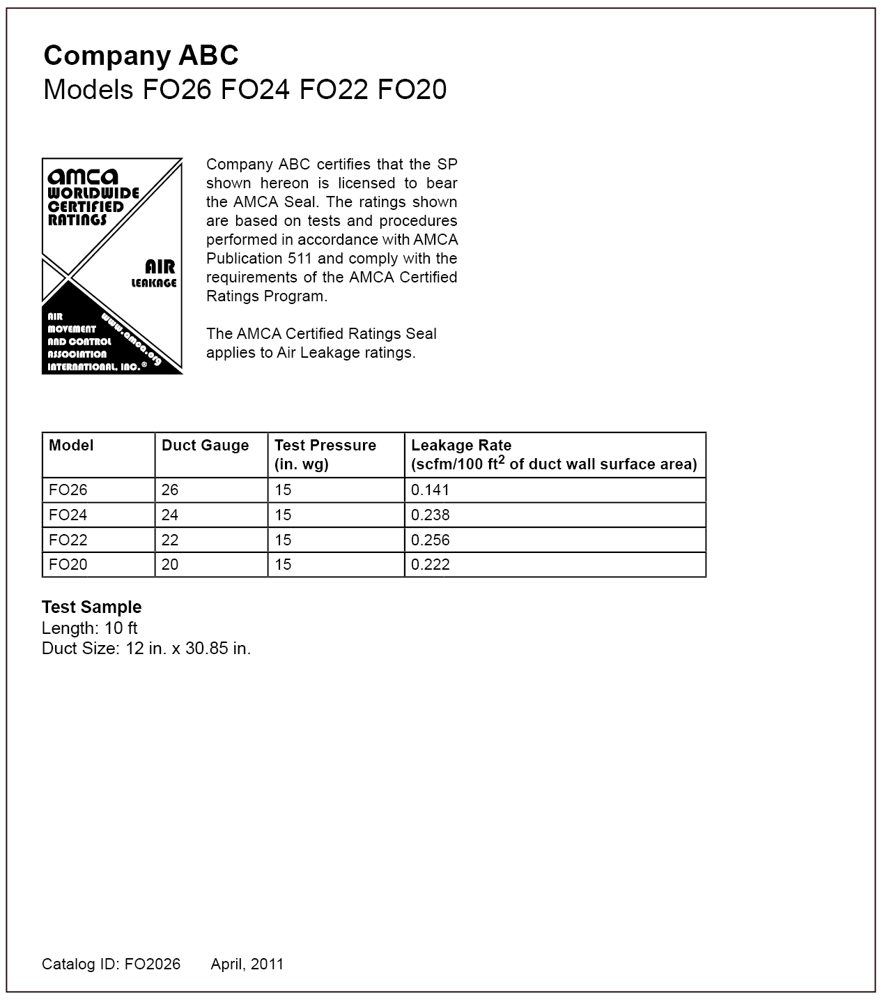 Company ABC
Models FO26 FO24 FO22 FO20
amca
WORLDWIDE
CERTIFIED
RATINGS
AIR
LEAKAGE
AIR
MOVEMENT
AND CONTROL
ASSOCIATION
INTERNATIONAL, INC.®
www.amca.org
Company ABC certifies that the SP
shown hereon is licensed to bear
the AMCA Seal. The ratings shown
are based on tests and procedures
performed in accordance with AMCA
Publication 511 and comply with the
requirements of the AMCA Certified
Ratings Program.
The AMCA Certified Ratings Seal
applies to Air Leakage ratings.
Model Duct Gauge Test Pressure (in. wg) Leakage Rate (scfm/100 ft² of duct wall surface area)
FO26 26 15 0.141
FO24 24 15 0.238
FO22 22 15 0.256
FO20 20 15 0.222
Test Sample
Length: 10 ft
Duct Size: 12 in. x 30.85 in.
Catalog ID: FO2026 April, 2011